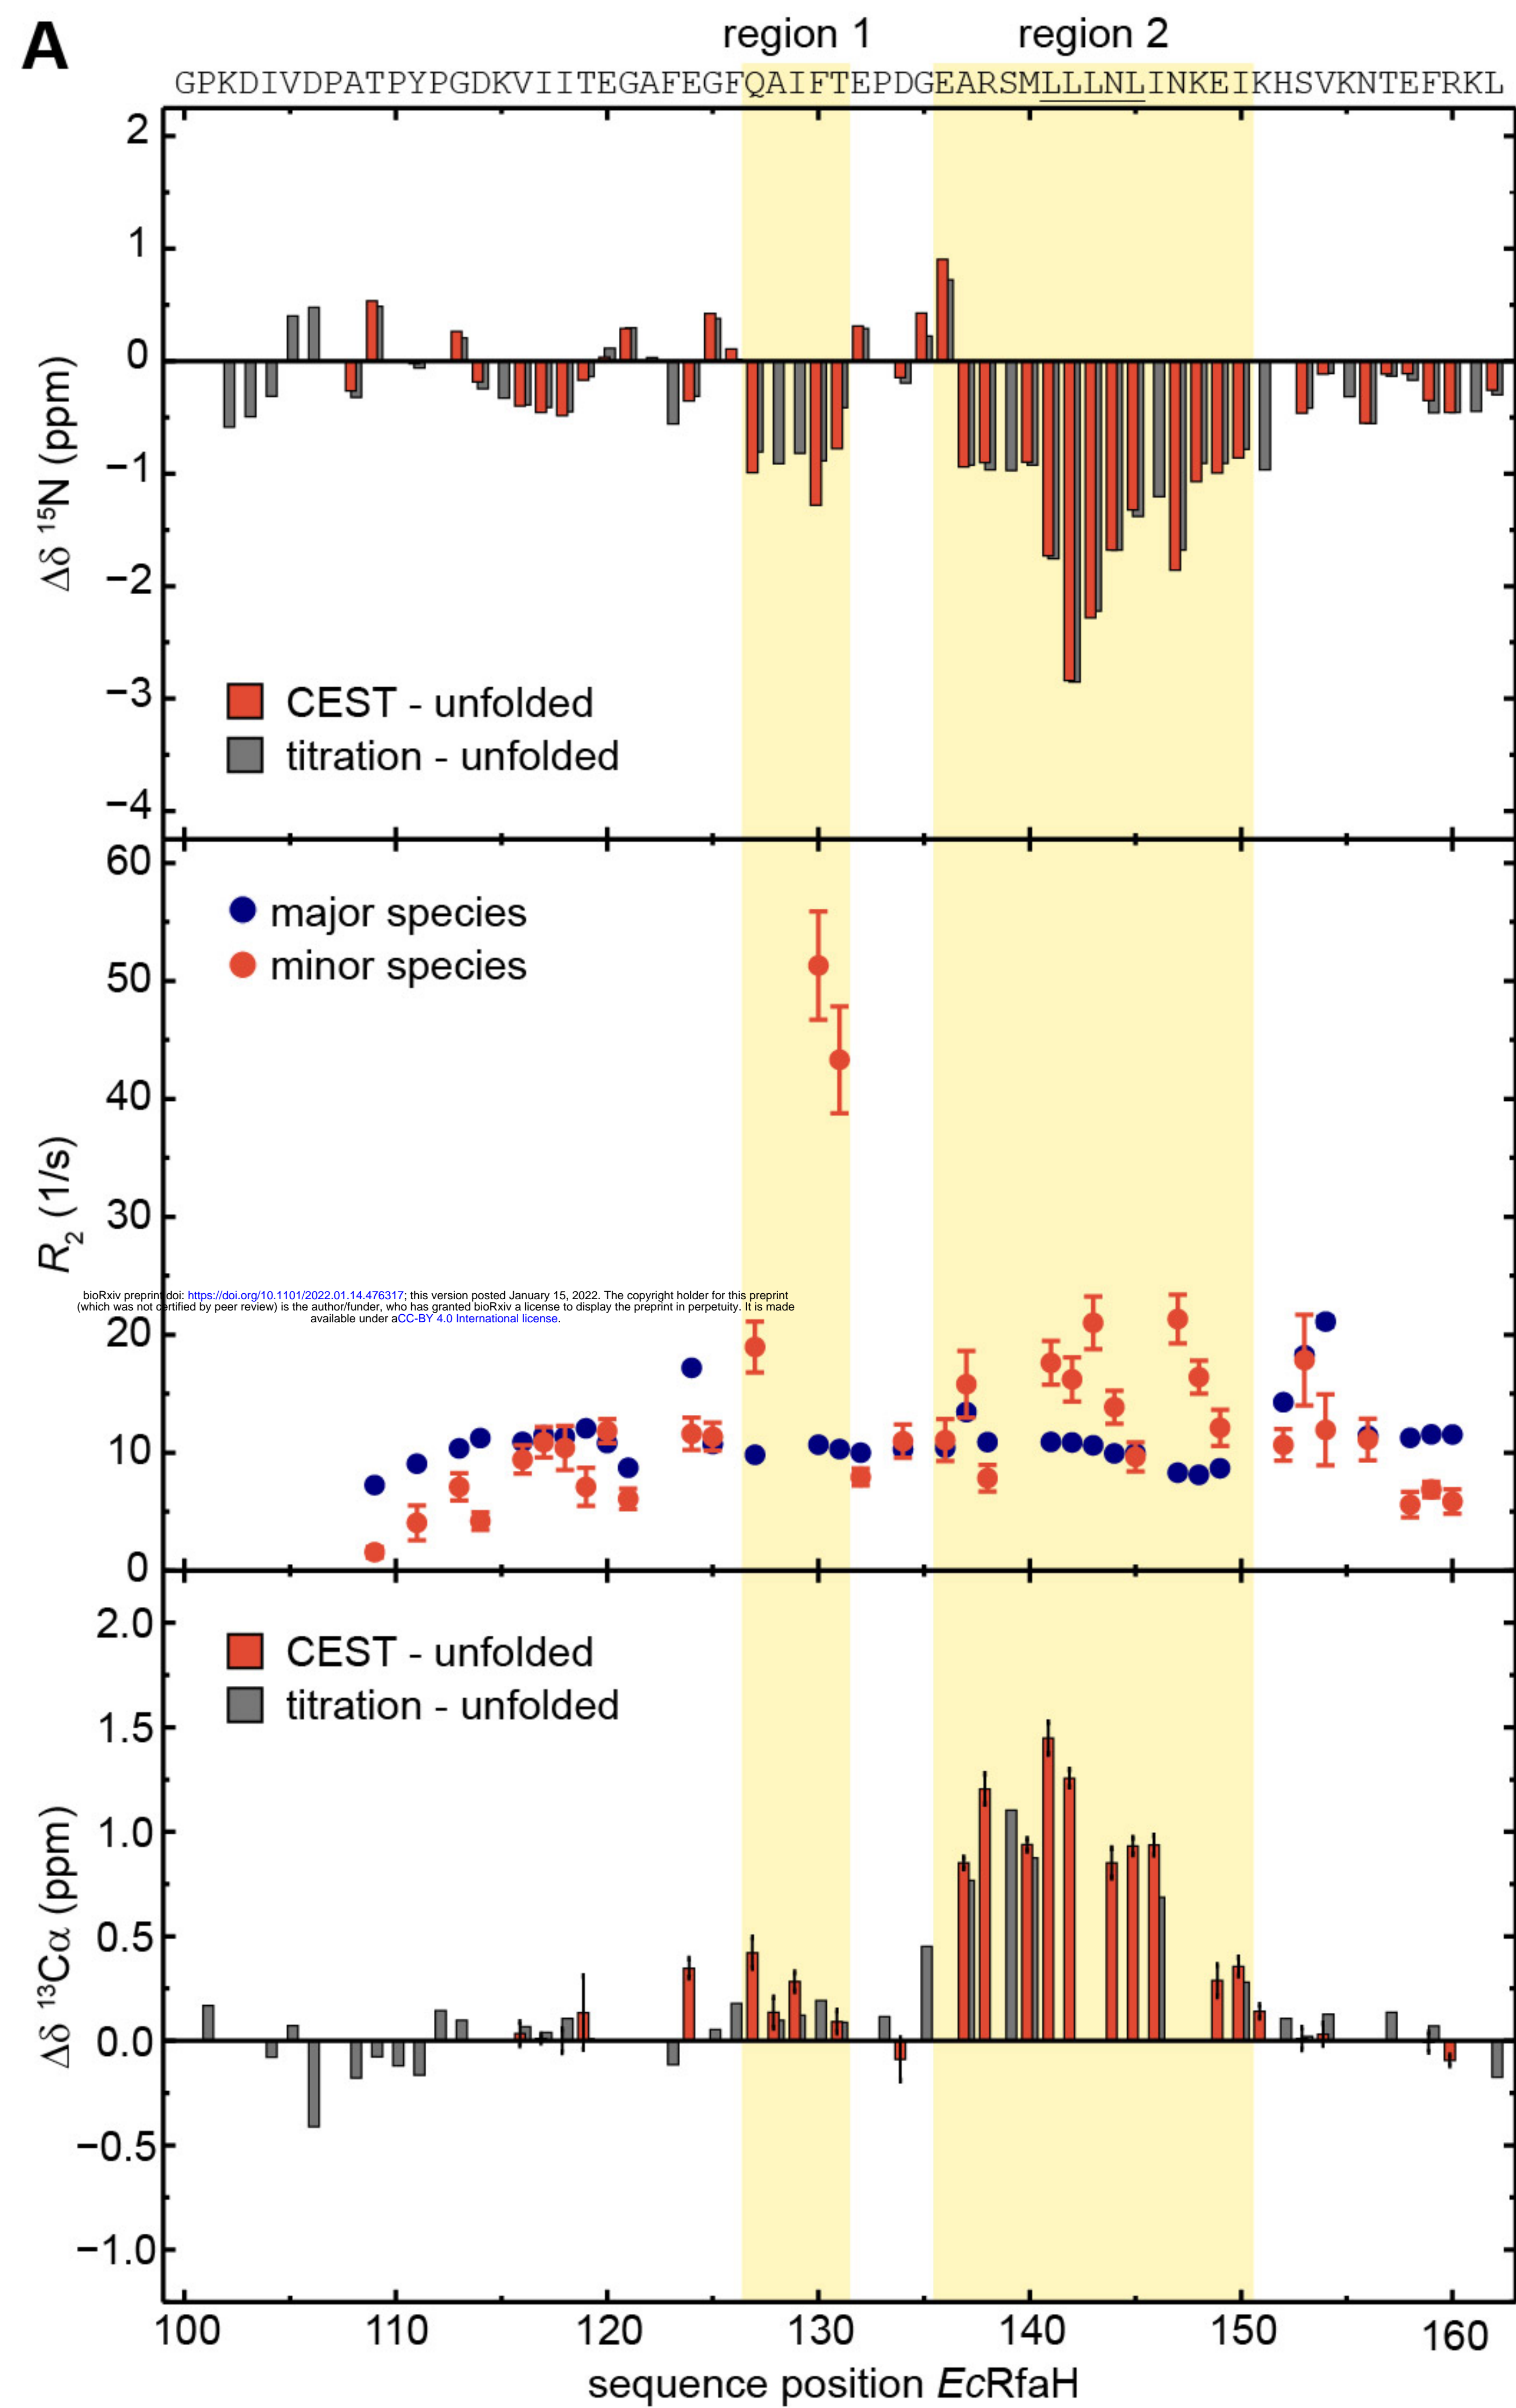 A
region 1 region 2
GPKDIVDPATPYPGDKVIITEGAFEGFQAIFTEPDGEARSMLLLNLINKEIKHSVKNTEFRKL
2
1
0
−1
−2
−3
−4
Δδ ¹⁵N (ppm)
CEST - unfolded
titration - unfolded
60
50
40
30
20
10
0
R₂ (1/s)
major species
minor species
bioRxiv preprint doi: https://doi.org/10.1101/2022.01.14.476317; this version posted January 15, 2022. The copyright holder for this preprint
(which was not certified by peer review) is the author/funder, who has granted bioRxiv a license to display the preprint in perpetuity. It is made
available under aCC-BY 4.0 International license.
2.0
1.5
1.0
0.5
0.0
−0.5
−1.0
Δδ ¹³Cα (ppm)
CEST - unfolded
titration - unfolded
100 110 120 130 140 150 160
sequence position EcRfaH